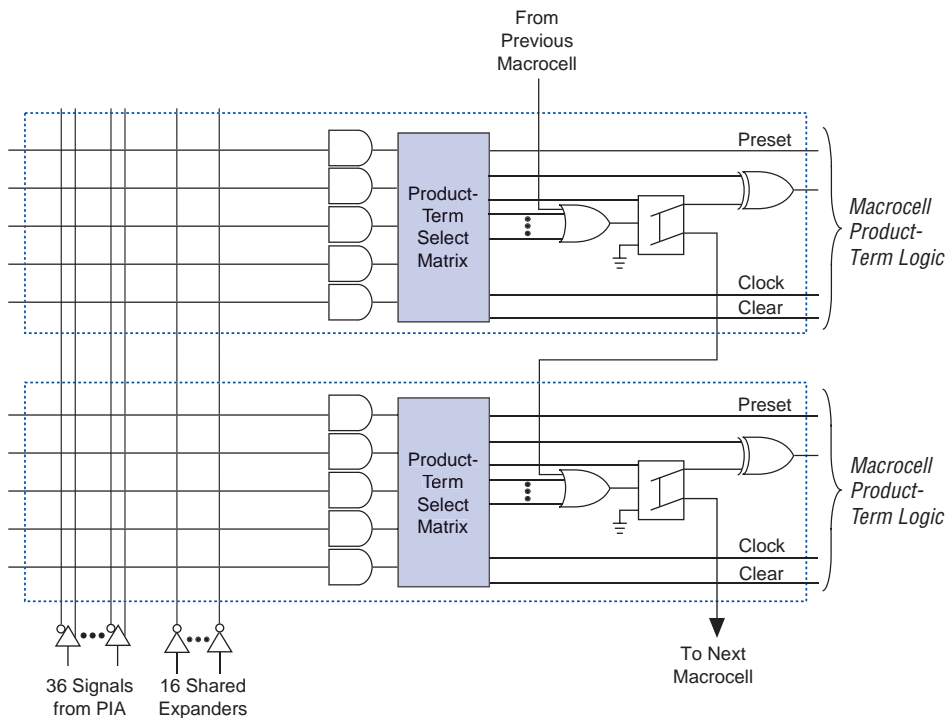 From
Previous
Macrocell
Preset
Product-
Term
Select
Matrix
Macrocell
Product-
Term Logic
Clock
Clear
Preset
Product-
Term
Select
Matrix
Macrocell
Product-
Term Logic
Clock
Clear
36 Signals
from PIA
16 Shared
Expanders
To Next
Macrocell